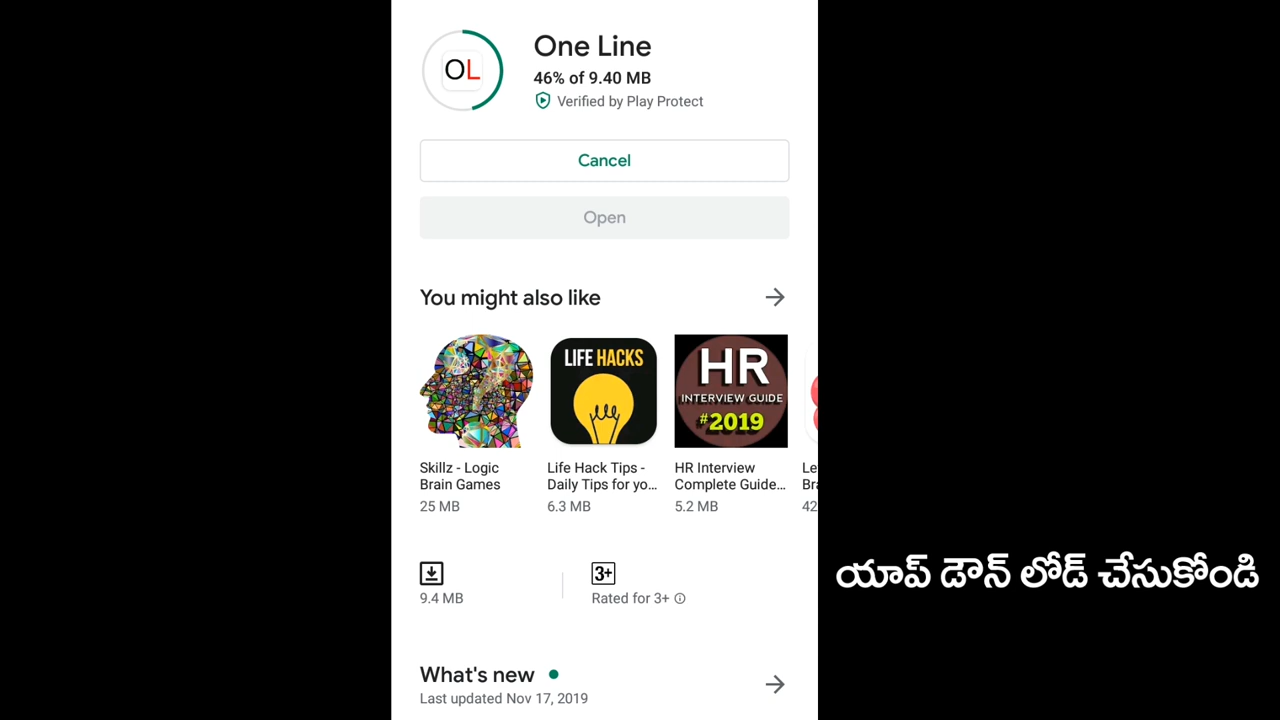 OL
One Line
46% of 9.40 MB
Verified by Play Protect
Cancel
Open
You might also like
LIFE HACKS
HR
INTERVIEW GUIDE
#2019
Skillz - Logic
Brain Games
25 MB
Life Hack Tips -
Daily Tips for yo...
6.3 MB
HR Interview
Complete Guide...
5.2 MB
Le
Bra
42
9.4 MB
3+
Rated for 3+
యాప్ డౌన్ లోడ్ చేసుకోండి
What's new
Last updated Nov 17, 2019